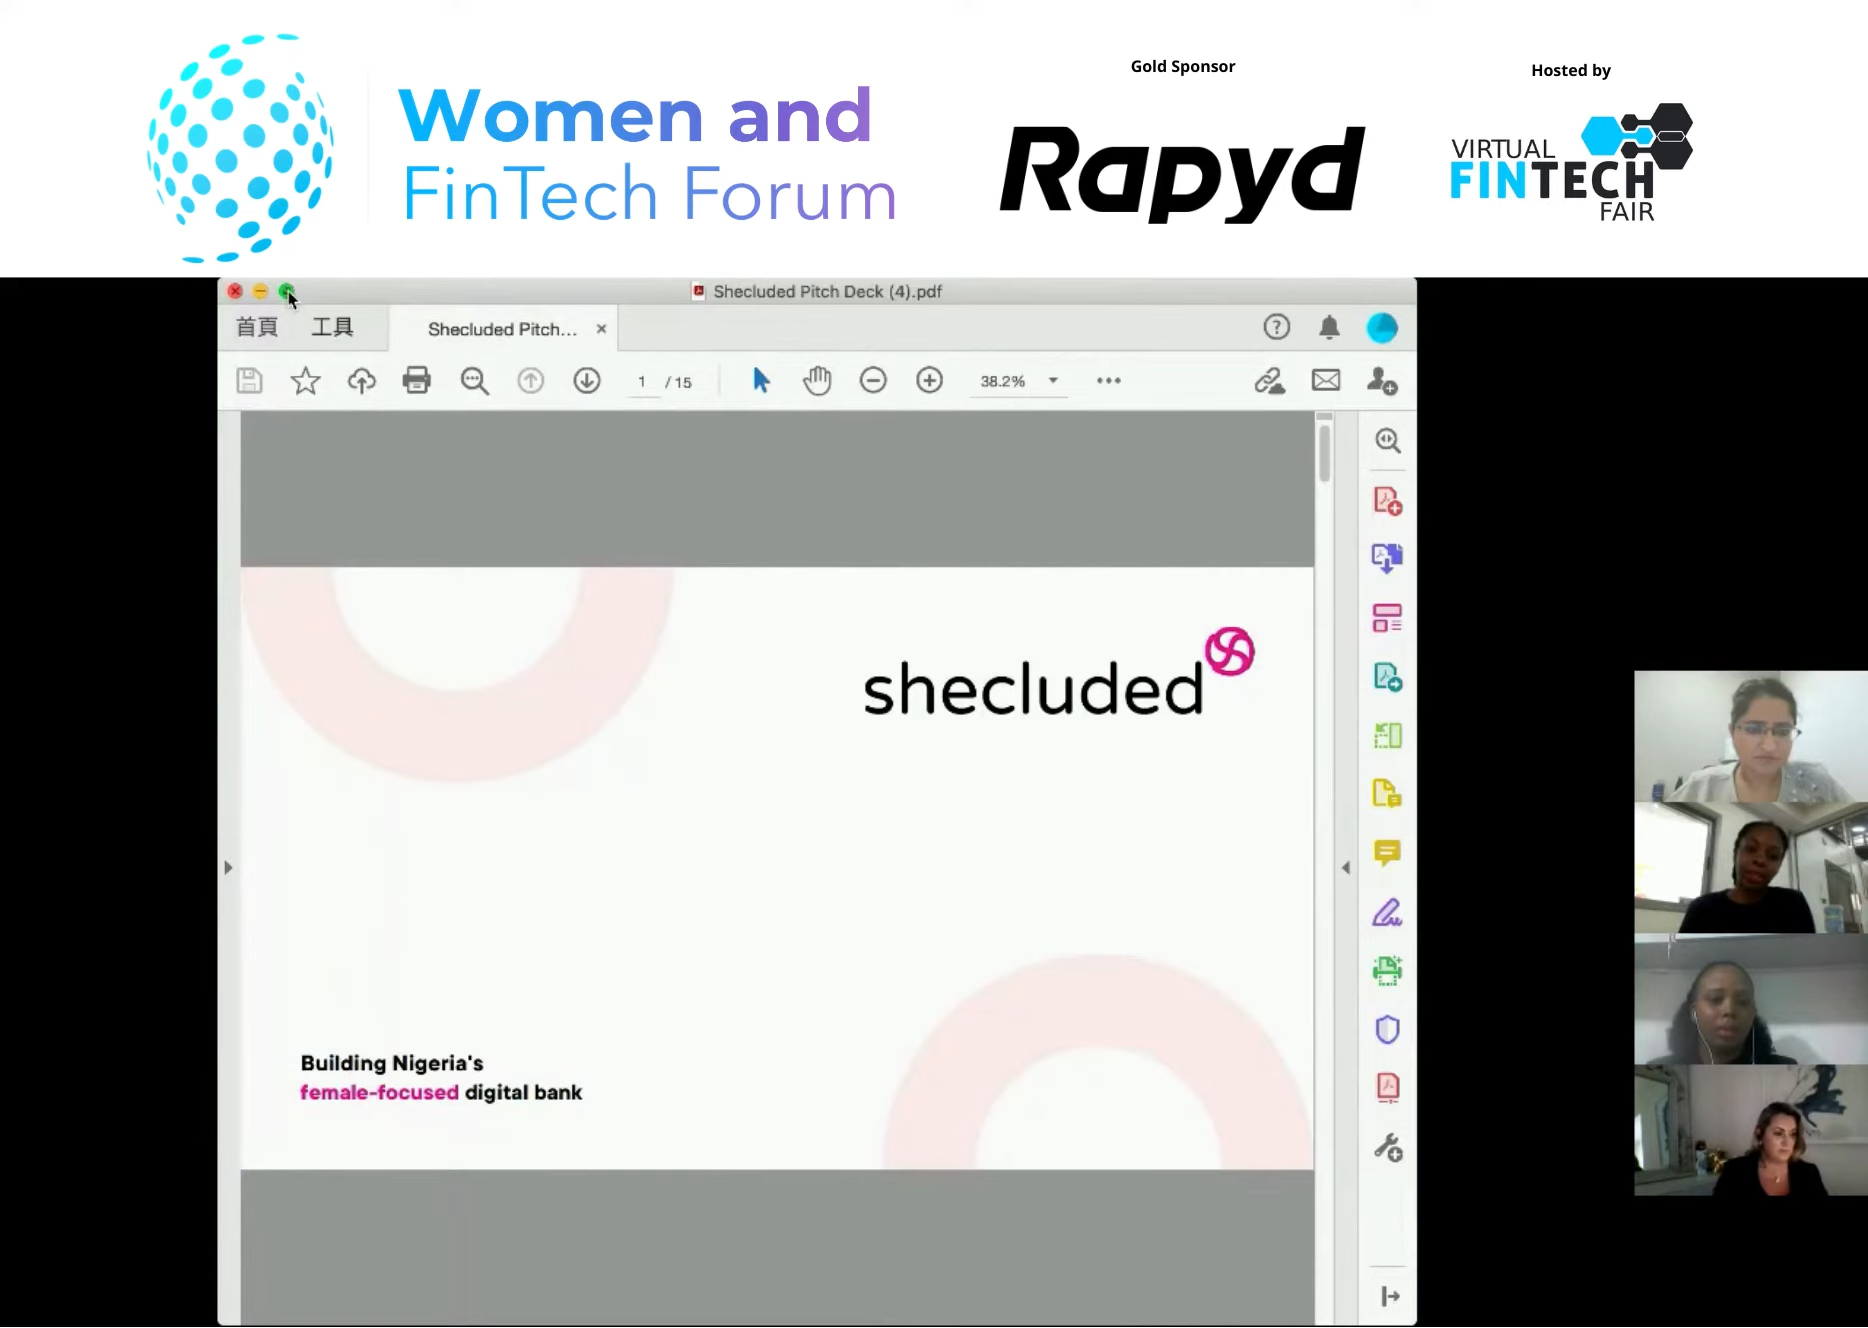 Women and
FinTech Forum
Gold Sponsor
Rapyd
Hosted by
VIRTUAL
FINTECH
FAIR
Shecluded Pitch Deck (4).pdf
首頁 工具 Shecluded Pitch... ×
1 / 15 38.2%
shecluded
Building Nigeria's
female-focused digital bank